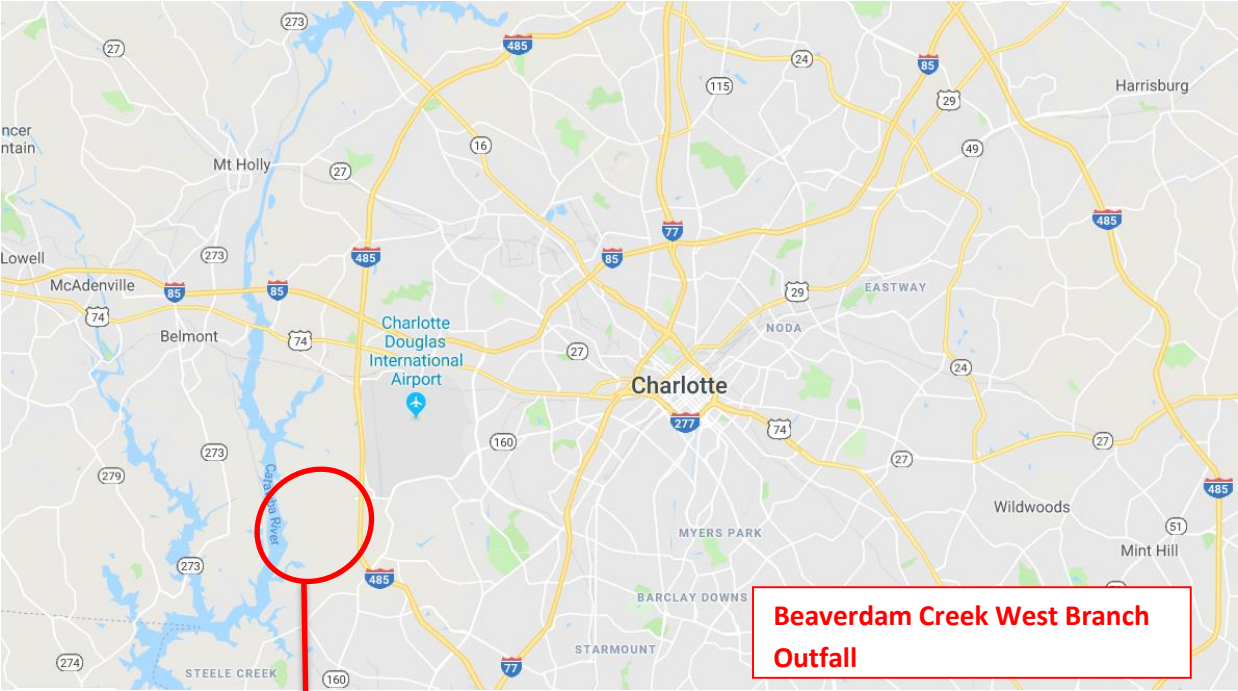 273
485
27
24
85
115
Harrisburg
29
ncer
ntain
16
49
Mt Holly
27
485
77
273
485
85
Lowell
McAdenville
85
85
29
EASTWAY
74
Charlotte
Douglas
International
Airport
NODA
Belmont
74
27
24
Charlotte
277
74
160
27
27
273
279
Catawba River
485
Wildwoods
51
MYERS PARK
Mint Hill
273
485
BARCLAY DOWNS
Beaverdam Creek West Branch
Outfall
STARMOUNT
274
STEELE CREEK
160
77